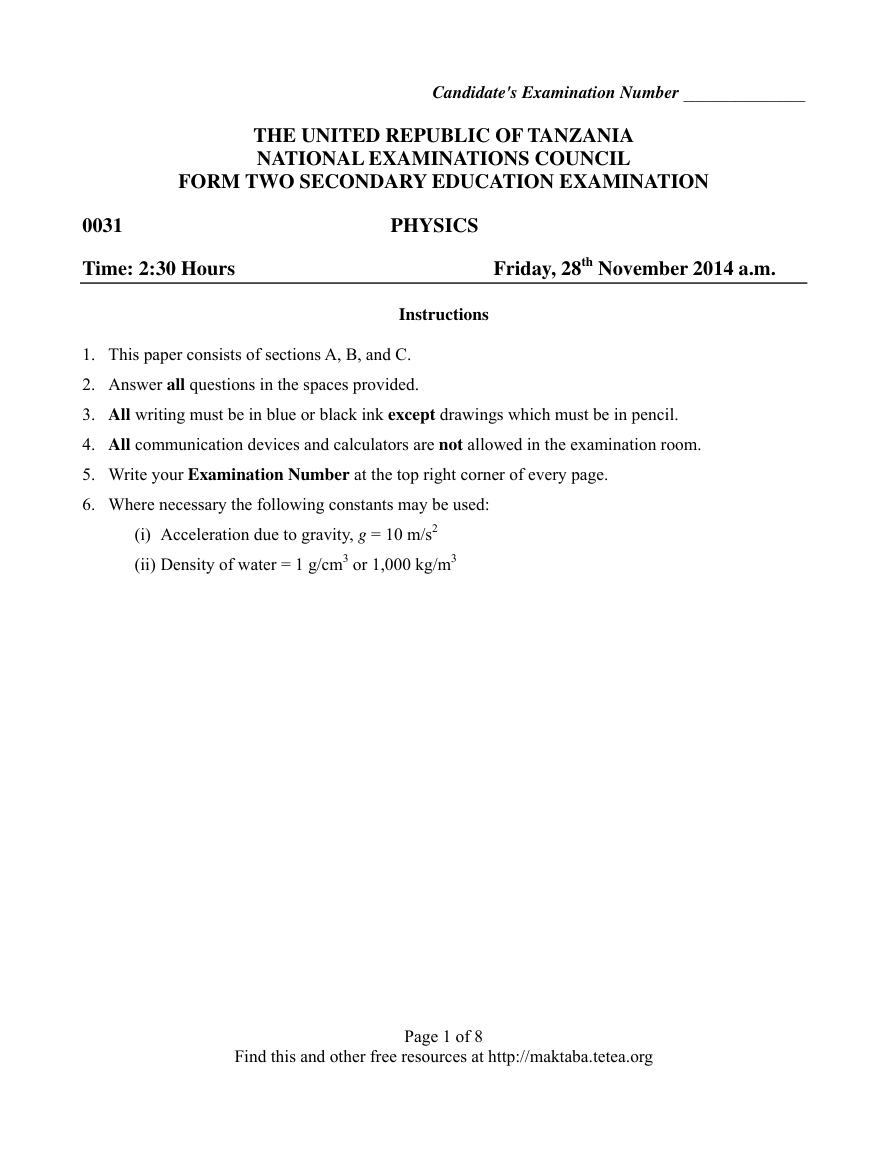 Candidate's Examination Number ______________
THE UNITED REPUBLIC OF TANZANIA
NATIONAL EXAMINATIONS COUNCIL
FORM TWO SECONDARY EDUCATION EXAMINATION
0031 PHYSICS
Time: 2:30 Hours Friday, 28th November 2014 a.m.
Instructions
1. This paper consists of sections A, B, and C.
2. Answer all questions in the spaces provided.
3. All writing must be in blue or black ink except drawings which must be in pencil.
4. All communication devices and calculators are not allowed in the examination room.
5. Write your Examination Number at the top right corner of every page.
6. Where necessary the following constants may be used:
(i) Acceleration due to gravity, g = 10 m/s²
(ii) Density of water = 1 g/cm³ or 1,000 kg/m³
Page 1 of 8
Find this and other free resources at http://maktaba.tetea.org